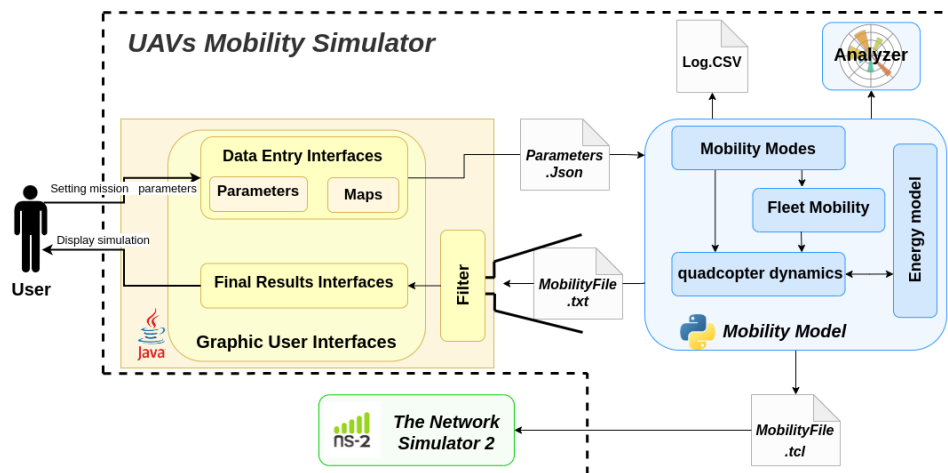 UAVs Mobility Simulator
Log.CSV
Analyzer
Data Entry Interfaces
Parameters
Maps
Setting mission parameters
Parameters
.Json
Mobility Modes
Fleet Mobility
Energy model
quadcopter dynamics
Display simulation
User
Final Results Interfaces
Filter
MobilityFile
.txt
Java
Graphic User Interfaces
Mobility Model
ns-2
The Network
Simulator 2
MobilityFile
.tcl